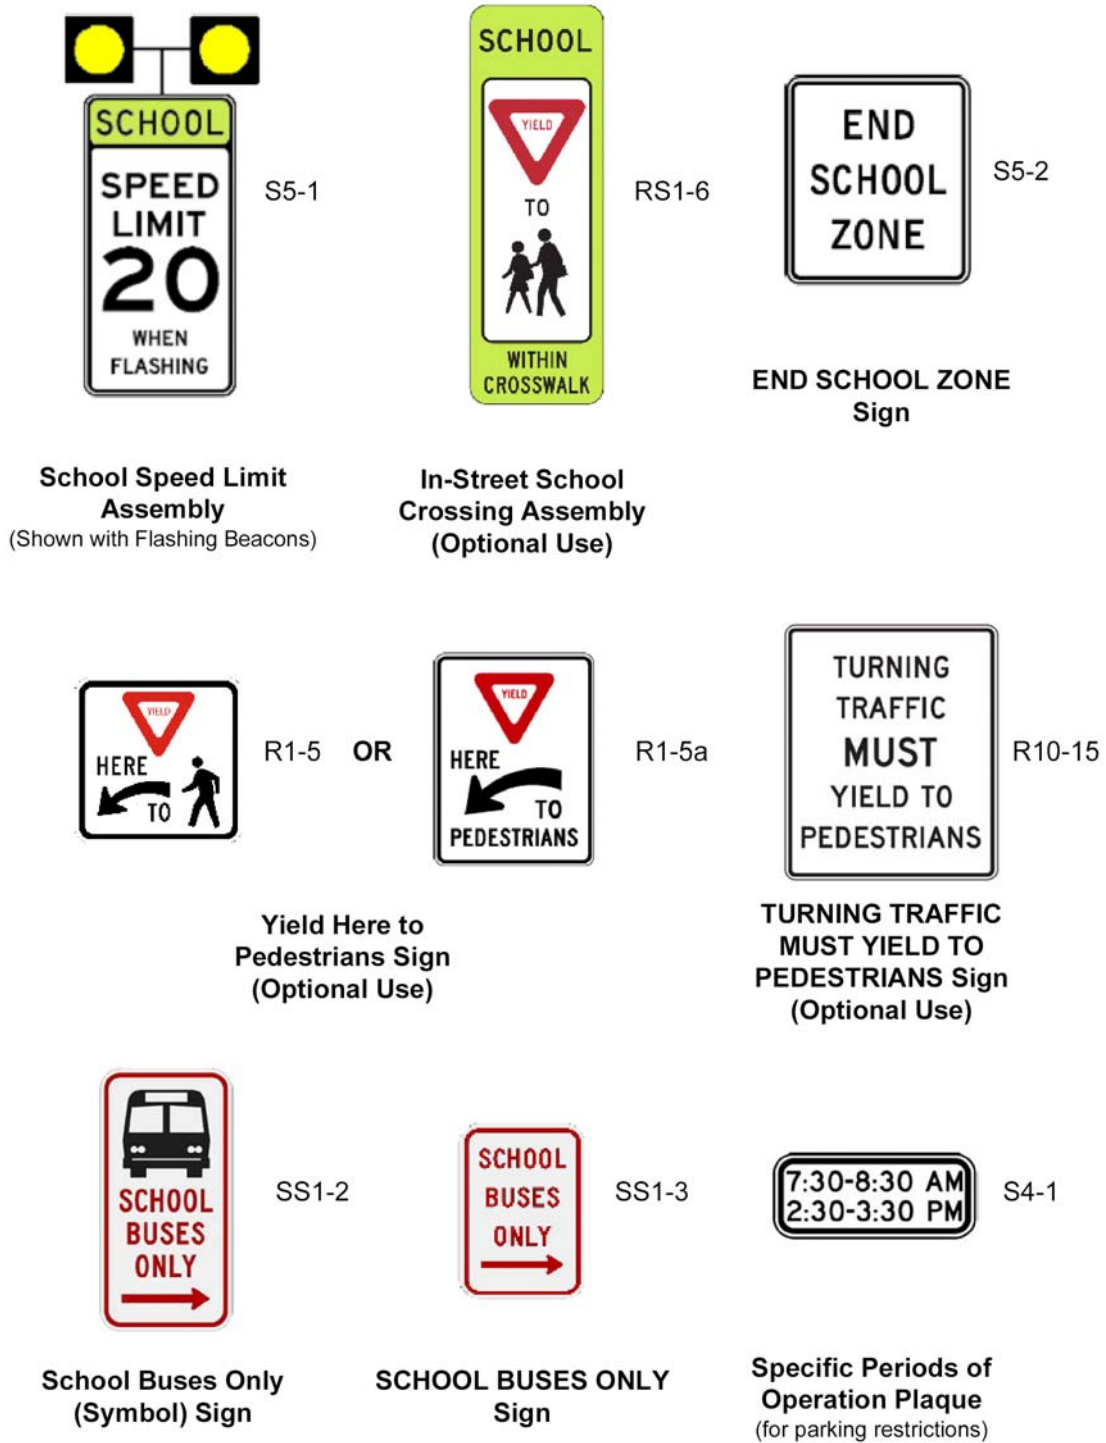 SCHOOL
SPEED
LIMIT
20
WHEN
FLASHING
S5-1
School Speed Limit
Assembly
(Shown with Flashing Beacons)
SCHOOL
YIELD
TO
WITHIN
CROSSWALK
RS1-6
In-Street School
Crossing Assembly
(Optional Use)
END
SCHOOL
ZONE
S5-2
END SCHOOL ZONE
Sign
YIELD
HERE
TO
R1-5
OR
YIELD
HERE
TO
PEDESTRIANS
R1-5a
Yield Here to
Pedestrians Sign
(Optional Use)
TURNING
TRAFFIC
MUST
YIELD TO
PEDESTRIANS
R10-15
TURNING TRAFFIC
MUST YIELD TO
PEDESTRIANS Sign
(Optional Use)
SCHOOL
BUSES
ONLY
SS1-2
School Buses Only
(Symbol) Sign
SCHOOL
BUSES
ONLY
SS1-3
SCHOOL BUSES ONLY
Sign
7:30-8:30 AM
2:30-3:30 PM
S4-1
Specific Periods of
Operation Plaque
(for parking restrictions)